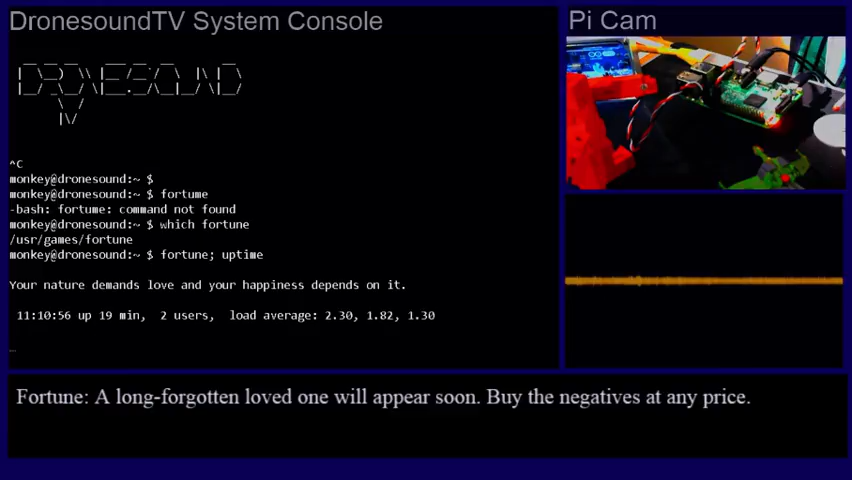 DronesoundTV System Console
Pi Cam
^C
monkey@dronesound:~ $
monkey@dronesound:~ $ fortume
-bash: fortume: command not found
monkey@dronesound:~ $ which fortune
/usr/games/fortune
monkey@dronesound:~ $ fortune; uptime
Your nature demands love and your happiness depends on it.
11:10:56 up 19 min,  2 users,  load average: 2.30, 1.82, 1.30
Fortune: A long-forgotten loved one will appear soon. Buy the negatives at any price.